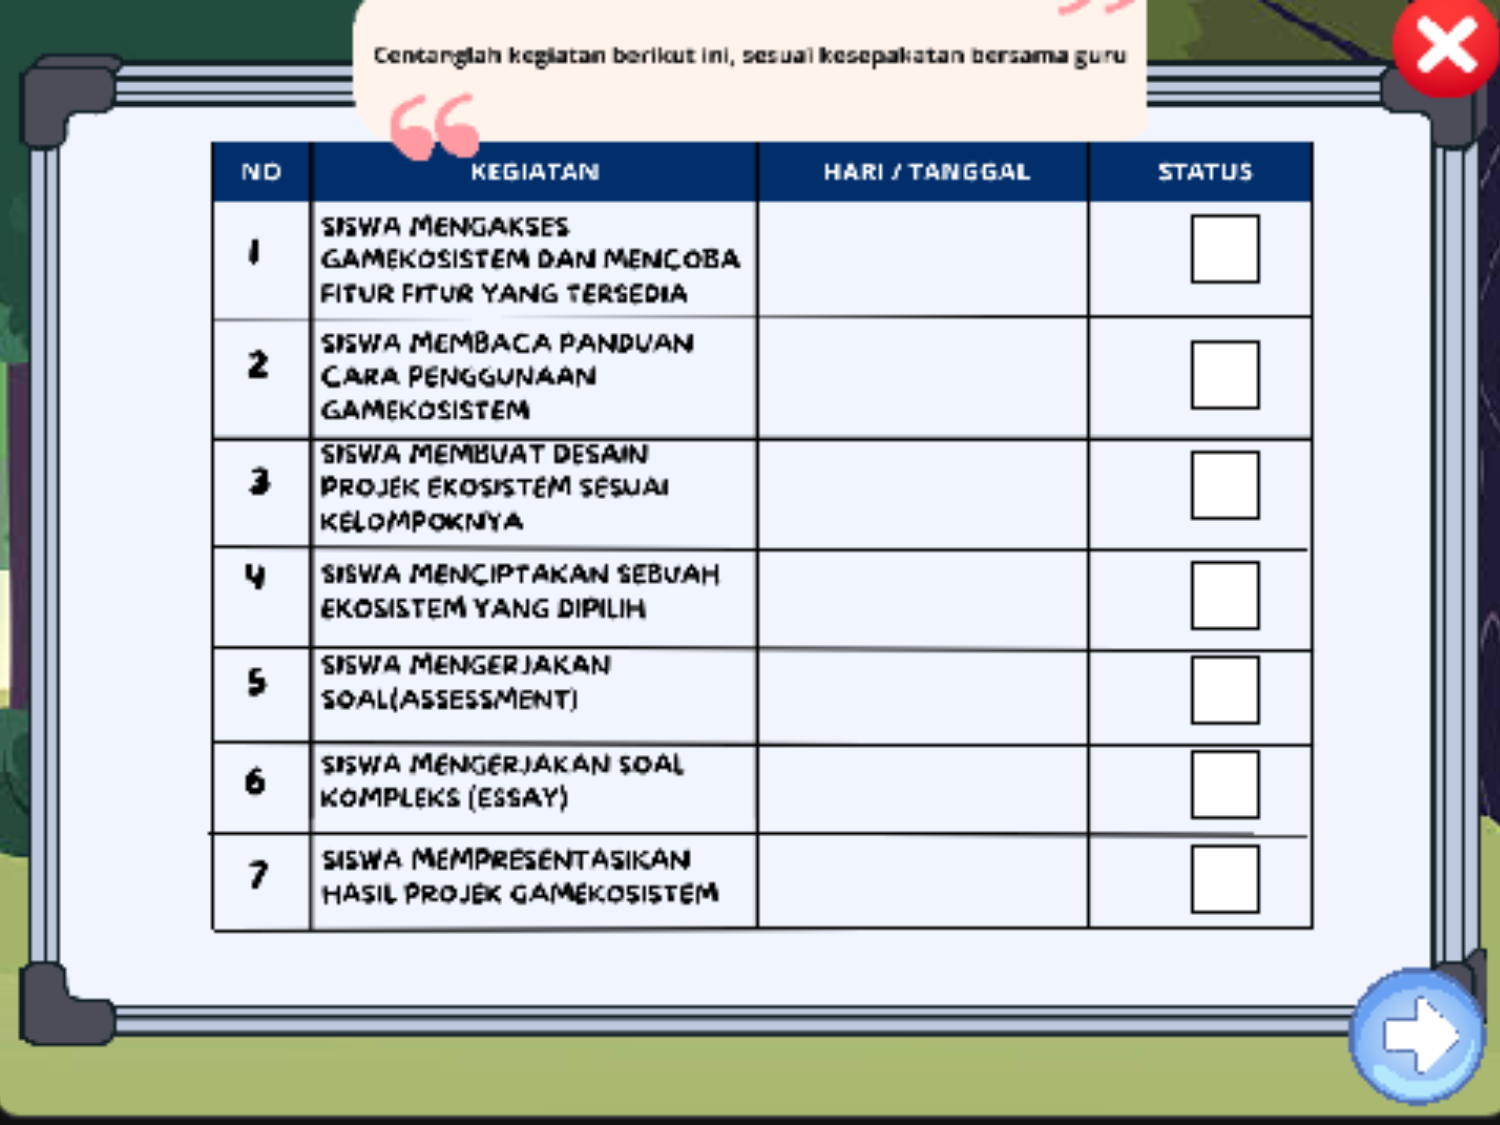 Centanglah kegiatan berikut ini, sesuai kesepakatan bersama guru
NO KEGIATAN HARI / TANGGAL STATUS
1 SISWA MENGAKSES
GAMEKOSISTEM DAN MENCOBA
FITUR FITUR YANG TERSEDIA
2 SISWA MEMBACA PANDUAN
CARA PENGGUNAAN
GAMEKOSISTEM
3 SISWA MEMBUAT DESAIN
PROJEK EKOSISTEM SESUAI
KELOMPOKNYA
4 SISWA MENCIPTAKAN SEBUAH
EKOSISTEM YANG DIPILIH
5 SISWA MENGERJAKAN
SOAL(ASSESSMENT)
6 SISWA MENGERJAKAN SOAL
KOMPLEKS (ESSAY)
7 SISWA MEMPRESENTASIKAN
HASIL PROJEK GAMEKOSISTEM